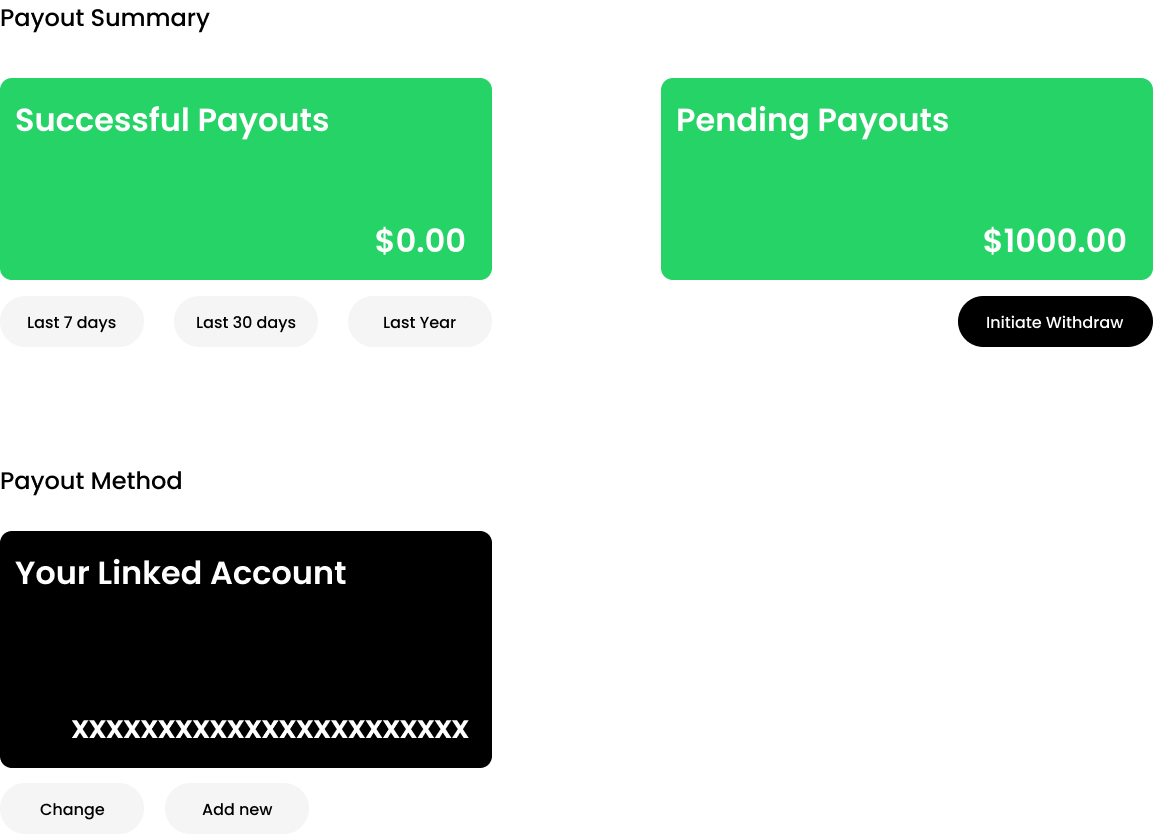 Payout Summary
Successful Payouts
$0.00
Last 7 days
Last 30 days
Last Year
Pending Payouts
$1000.00
Initiate Withdraw
Payout Method
Your Linked Account
xxxxxxxxxxxxxxxxxxxxxxx
Change
Add new